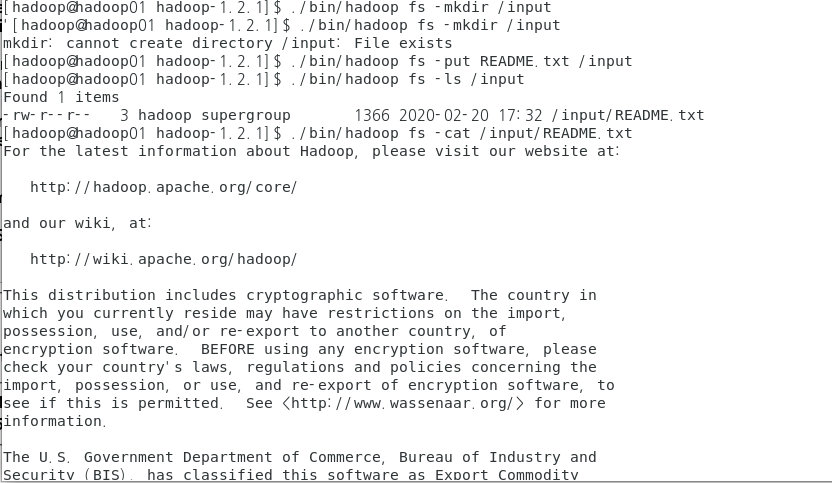 [hadoop@hadoop01 hadoop-1.2.1]$ ./bin/hadoop fs -mkdir /input
'[hadoop@hadoop01 hadoop-1.2.1]$ ./bin/hadoop fs -mkdir /input
mkdir: cannot create directory /input: File exists
[hadoop@hadoop01 hadoop-1.2.1]$ ./bin/hadoop fs -put README.txt /input
[hadoop@hadoop01 hadoop-1.2.1]$ ./bin/hadoop fs -ls /input
Found 1 items
-rw-r--r--   3 hadoop supergroup       1366 2020-02-20 17:32 /input/README.txt
[hadoop@hadoop01 hadoop-1.2.1]$ ./bin/hadoop fs -cat /input/README.txt
For the latest information about Hadoop, please visit our website at:
http://hadoop.apache.org/core/
and our wiki, at:
http://wiki.apache.org/hadoop/
This distribution includes cryptographic software.  The country in
which you currently reside may have restrictions on the import,
possession, use, and/or re-export to another country, of
encryption software.  BEFORE using any encryption software, please
check your country's laws, regulations and policies concerning the
import, possession, or use, and re-export of encryption software, to
see if this is permitted.  See <http://www.wassenaar.org/> for more
information.
The U.S. Government Department of Commerce, Bureau of Industry and
Security (BIS), has classified this software as Export Commodity